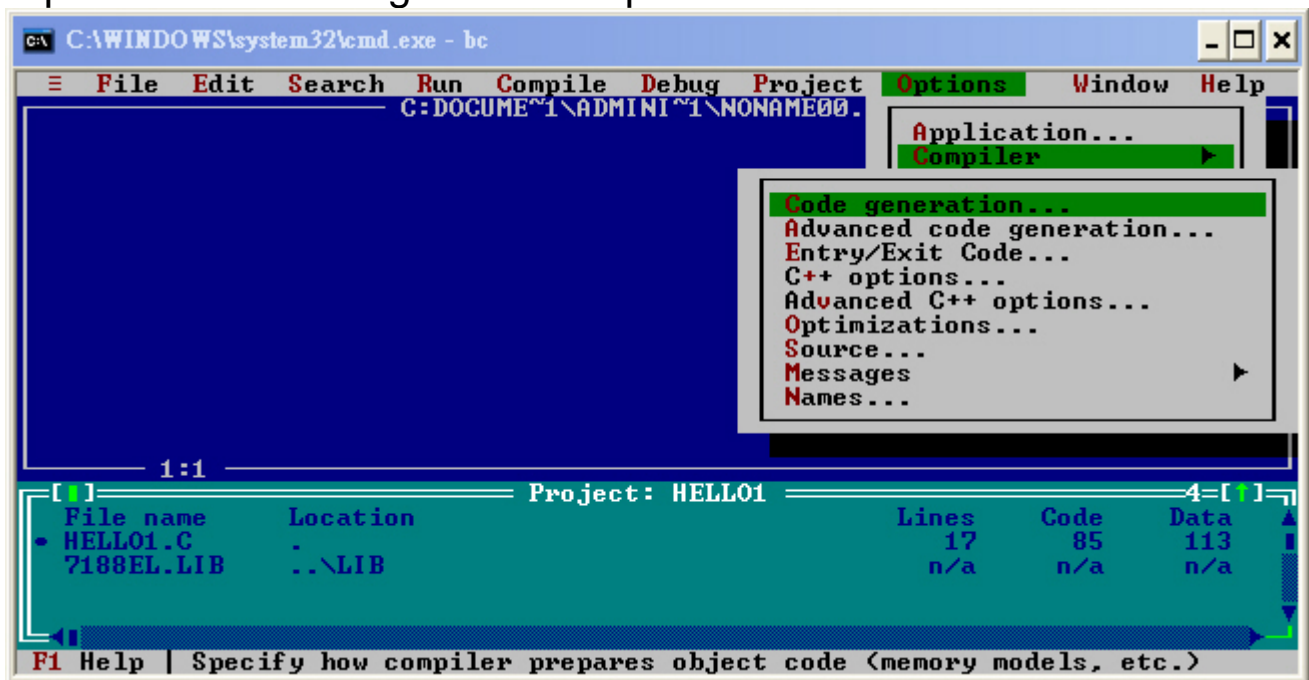 C:\WINDOWS\system32\cmd.exe - bc
≡ File Edit Search Run Compile Debug Project Options Window Help
C:DOCUME~1\ADMINI~1\NONAME00.
Application...
Compiler ►
Code generation...
Advanced code generation...
Entry/Exit Code...
C++ options...
Advanced C++ options...
Optimizations...
Source...
Messages ►
Names...
1:1
[▮] Project: HELLO1 4=[↑]
File name Location Lines Code Data
• HELLO1.C . 17 85 113
7188EL.LIB ..\LIB n/a n/a n/a
F1 Help | Specify how compiler prepares object code (memory models, etc.)